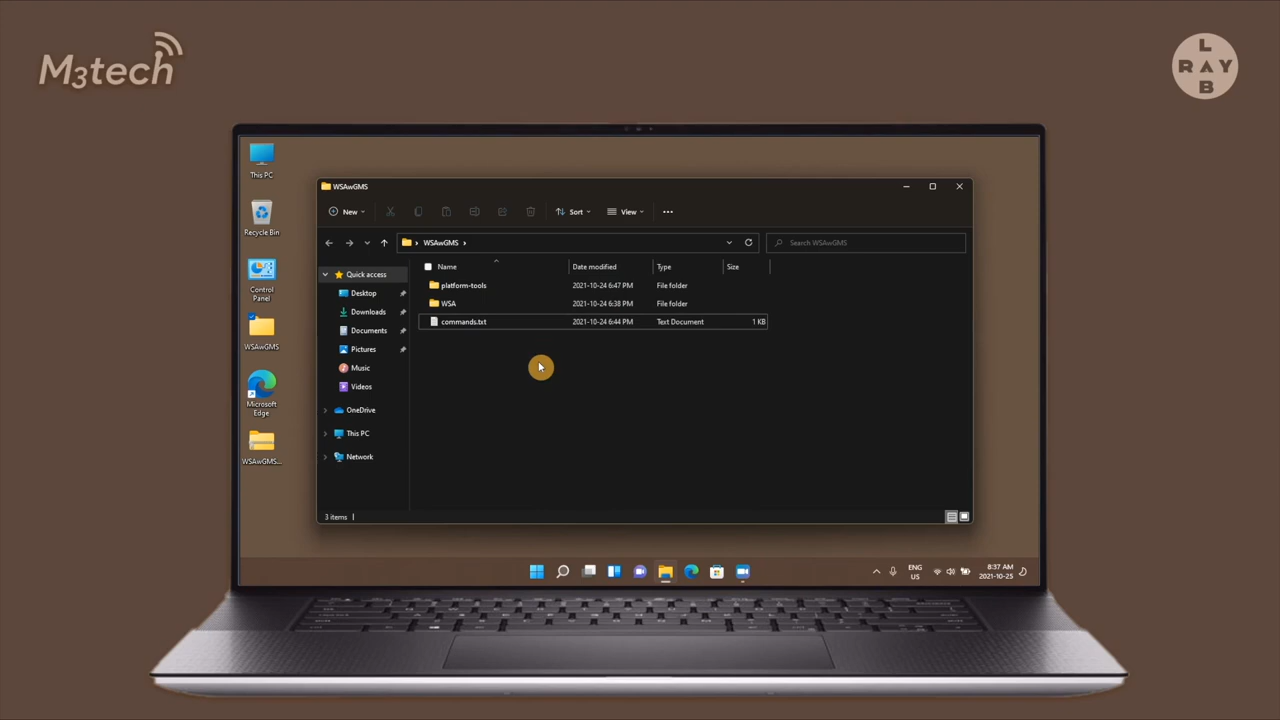 M3tech
L
RAY
B
This PC
Recycle Bin
Control
Panel
WSAwGMS
Microsoft
Edge
WSAwGMS...
WSAwGMS
New
Sort
View
WSAwGMS
Search WSAwGMS
Name Date modified Type Size
platform-tools 2021-10-24 6:47 PM File folder
WSA 2021-10-24 6:38 PM File folder
commands.txt 2021-10-24 6:44 PM Text Document 1 KB
Quick access
Desktop
Downloads
Documents
Pictures
Music
Videos
OneDrive
This PC
Network
3 items
ENG
US
8:37 AM
2021-10-25